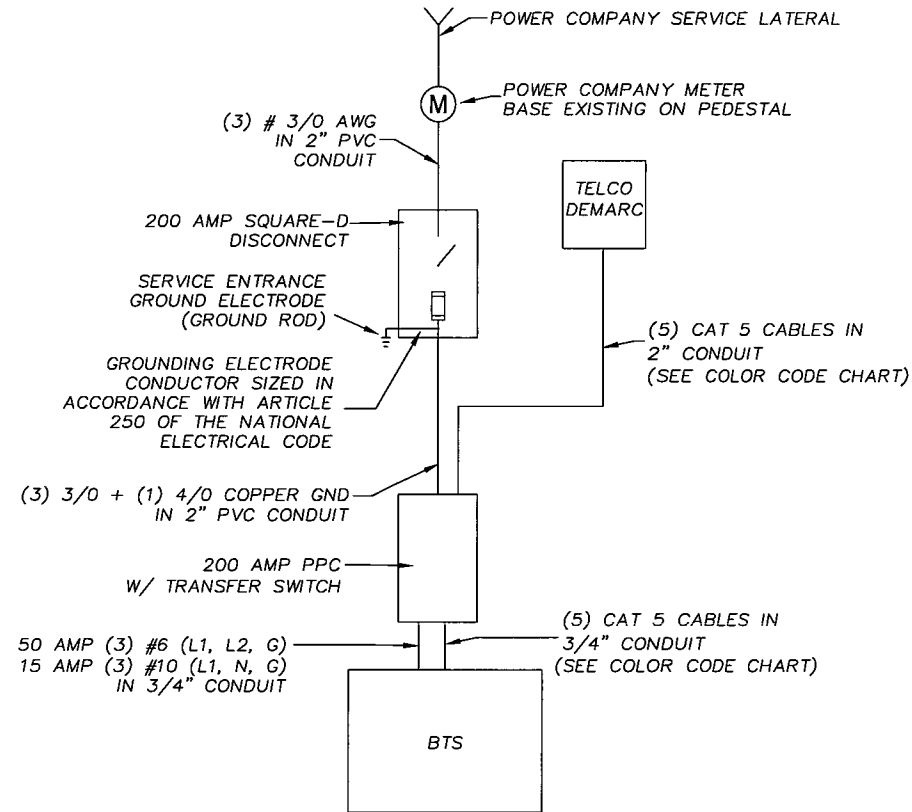 POWER COMPANY SERVICE LATERAL
M
POWER COMPANY METER
BASE EXISTING ON PEDESTAL
(3) # 3/0 AWG
IN 2" PVC
CONDUIT
TELCO
DEMARC
200 AMP SQUARE-D
DISCONNECT
SERVICE ENTRANCE
GROUND ELECTRODE
(GROUND ROD)
(5) CAT 5 CABLES IN
2" CONDUIT
(SEE COLOR CODE CHART)
GROUNDING ELECTRODE
CONDUCTOR SIZED IN
ACCORDANCE WITH ARTICLE
250 OF THE NATIONAL
ELECTRICAL CODE
(3) 3/0 + (1) 4/0 COPPER GND
IN 2" PVC CONDUIT
200 AMP PPC
W/ TRANSFER SWITCH
50 AMP (3) #6 (L1, L2, G)
15 AMP (3) #10 (L1, N, G)
IN 3/4" CONDUIT
(5) CAT 5 CABLES IN
3/4" CONDUIT
(SEE COLOR CODE CHART)
BTS